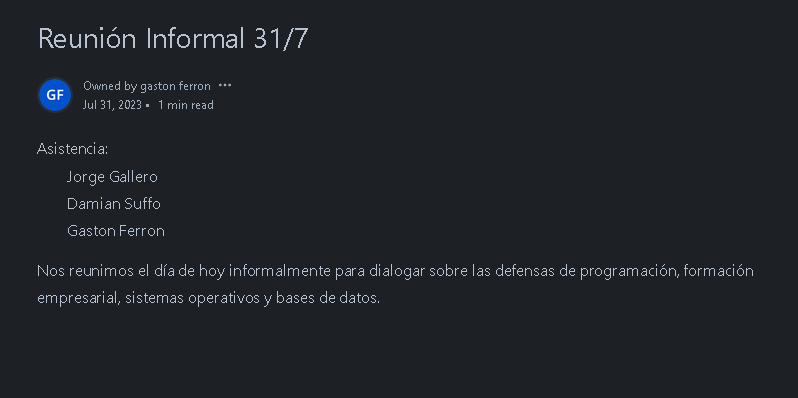 Reunión Informal 31/7
GF
Owned by gaston ferron •••
Jul 31, 2023 • 1 min read
Asistencia:
Jorge Gallero
Damian Suffo
Gaston Ferron
Nos reunimos el día de hoy informalmente para dialogar sobre las defensas de programación, formación
empresarial, sistemas operativos y bases de datos.